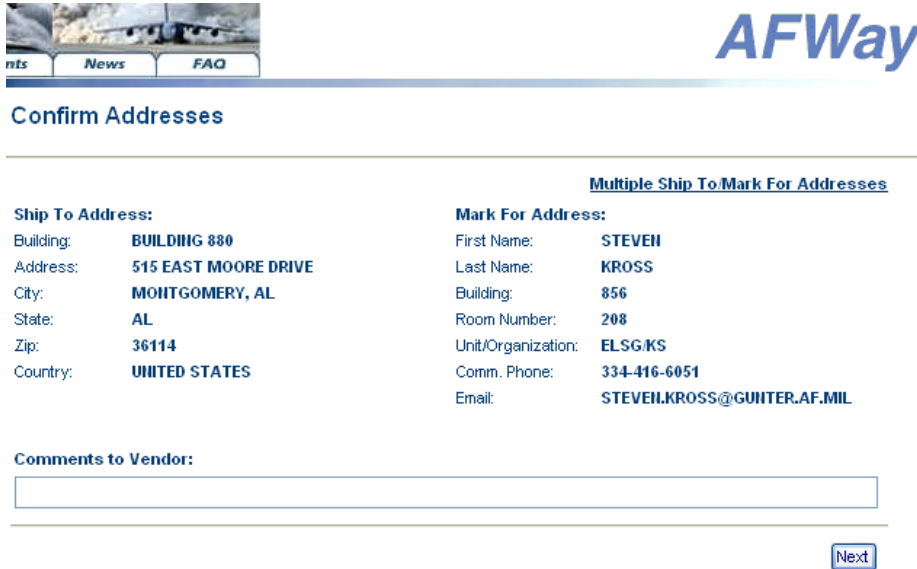 nts News FAQ
AFWay
Confirm Addresses
Multiple Ship To/Mark For Addresses
Ship To Address:
Building: BUILDING 880
Address: 515 EAST MOORE DRIVE
City: MONTGOMERY, AL
State: AL
Zip: 36114
Country: UNITED STATES
Mark For Address:
First Name: STEVEN
Last Name: KROSS
Building: 856
Room Number: 208
Unit/Organization: ELSG/KS
Comm. Phone: 334-416-6051
Email: STEVEN.KROSS@GUNTER.AF.MIL
Comments to Vendor:
Next